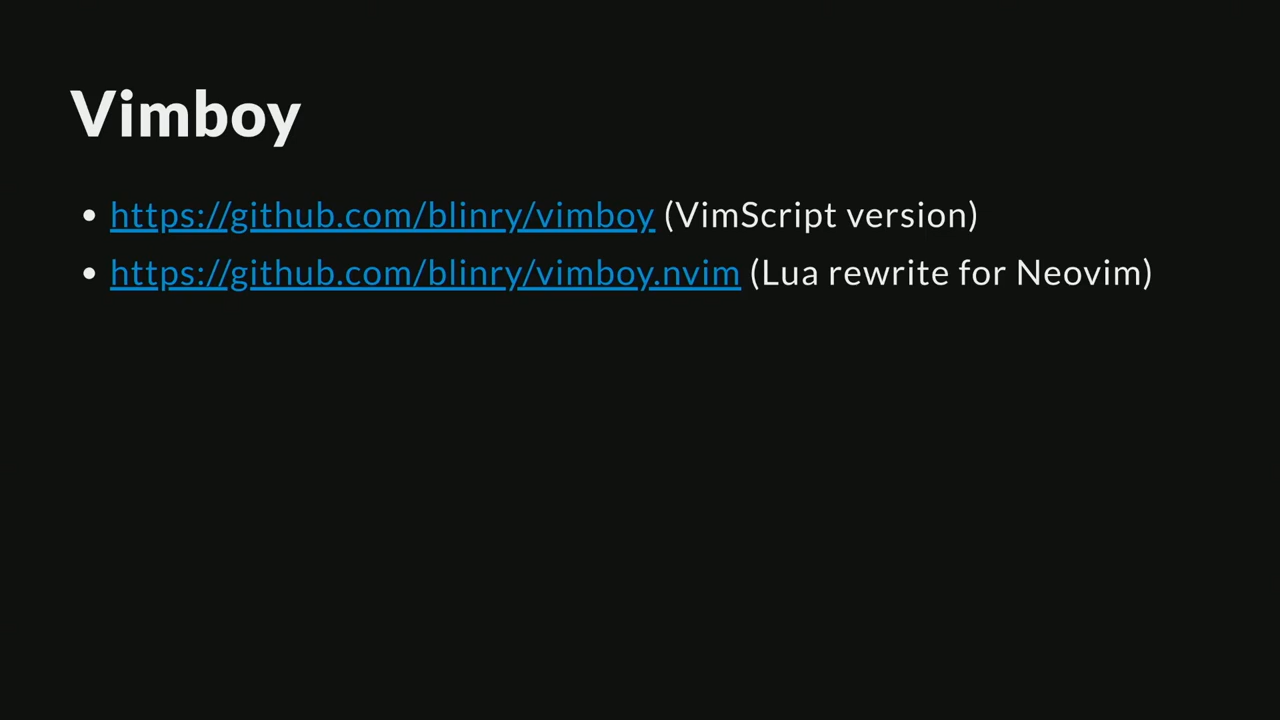 Vimboy
• https://github.com/blinry/vimboy (VimScript version)
• https://github.com/blinry/vimboy.nvim (Lua rewrite for Neovim)